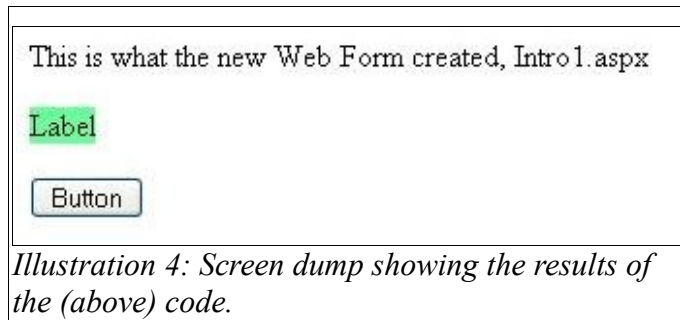 This is what the new Web Form created, Intro1.aspx
Label
Button
Illustration 4: Screen dump showing the results of
the (above) code.